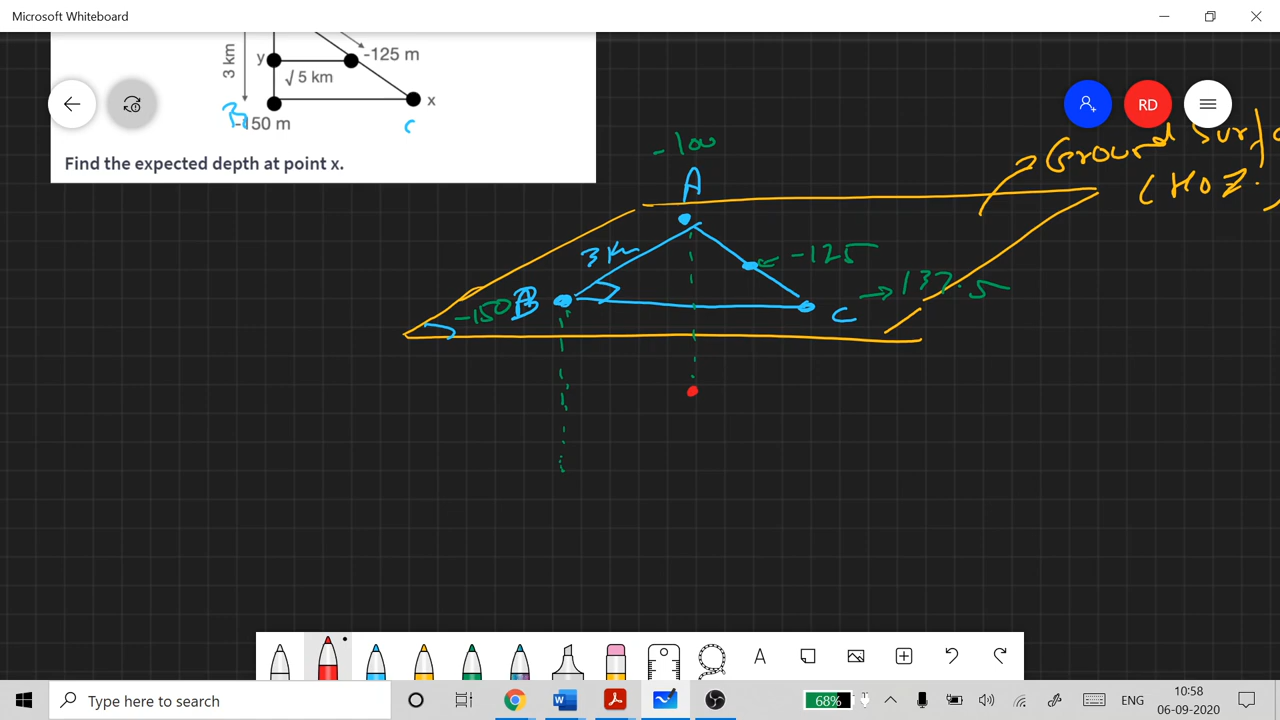 Microsoft Whiteboard
3 km
y
-125 m
√5 km
x
B
-150 m
C
Find the expected depth at point x.
RD
-100
A
Ground Surf
(Hoz.
3 Km
-125
-150
B
137.5
C
A
Type here to search
68%
ENG
10:58
06-09-2020